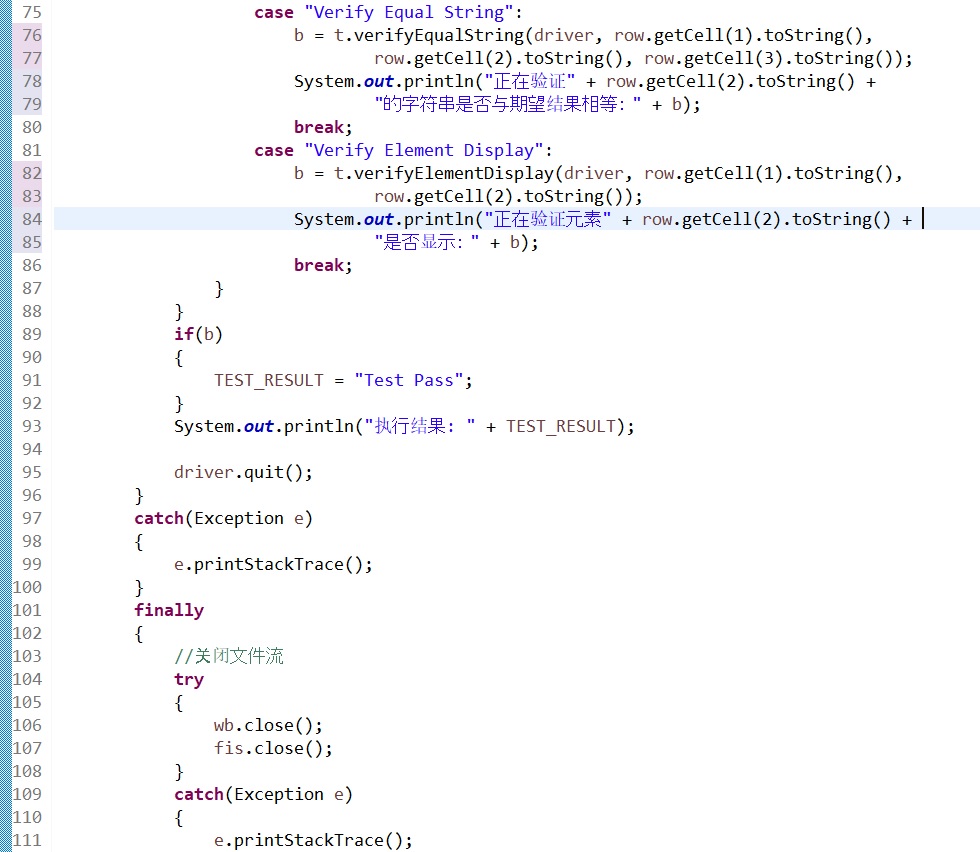 75 case "Verify Equal String":
76 b = t.verifyEqualString(driver, row.getCell(1).toString(),
77 row.getCell(2).toString(), row.getCell(3).toString());
78 System.out.println("正在验证" + row.getCell(2).toString() +
79 "的字符串是否与期望结果相等：" + b);
80 break;
81 case "Verify Element Display":
82 b = t.verifyElementDisplay(driver, row.getCell(1).toString(),
83 row.getCell(2).toString());
84 System.out.println("正在验证元素" + row.getCell(2).toString() +
85 "是否显示：" + b);
86 break;
87 }
88 }
89 if(b)
90 {
91 TEST_RESULT = "Test Pass";
92 }
93 System.out.println("执行结果：" + TEST_RESULT);
94
95 driver.quit();
96 }
97 catch(Exception e)
98 {
99 e.printStackTrace();
100 }
101 finally
102 {
103 //关闭文件流
104 try
105 {
106 wb.close();
107 fis.close();
108 }
109 catch(Exception e)
110 {
111 e.printStackTrace();